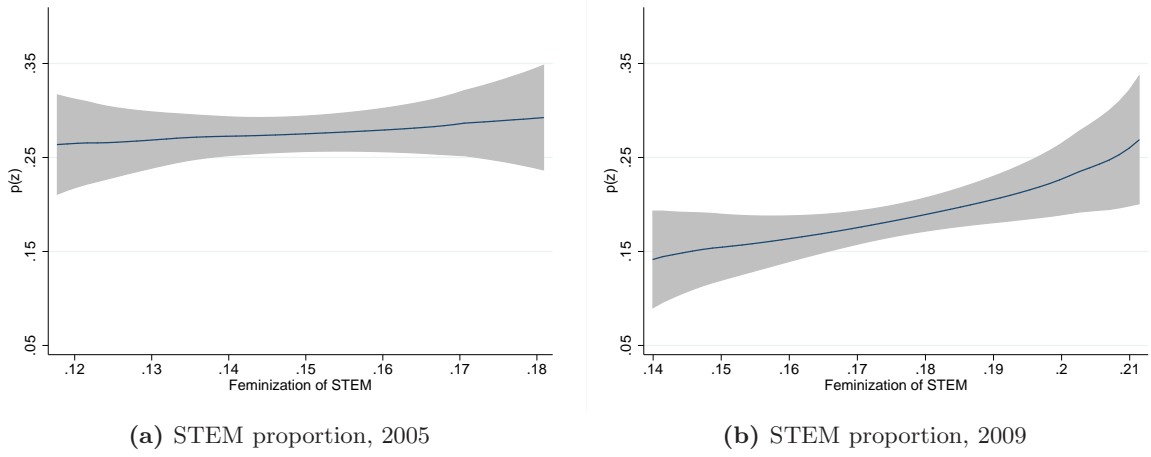 .35
.25
.15
.05
p(z)
.12 .13 .14 .15 .16 .17 .18
Feminization of STEM
(a) STEM proportion, 2005
.35
.25
.15
.05
p(z)
.14 .15 .16 .17 .18 .19 .2 .21
Feminization of STEM
(b) STEM proportion, 2009